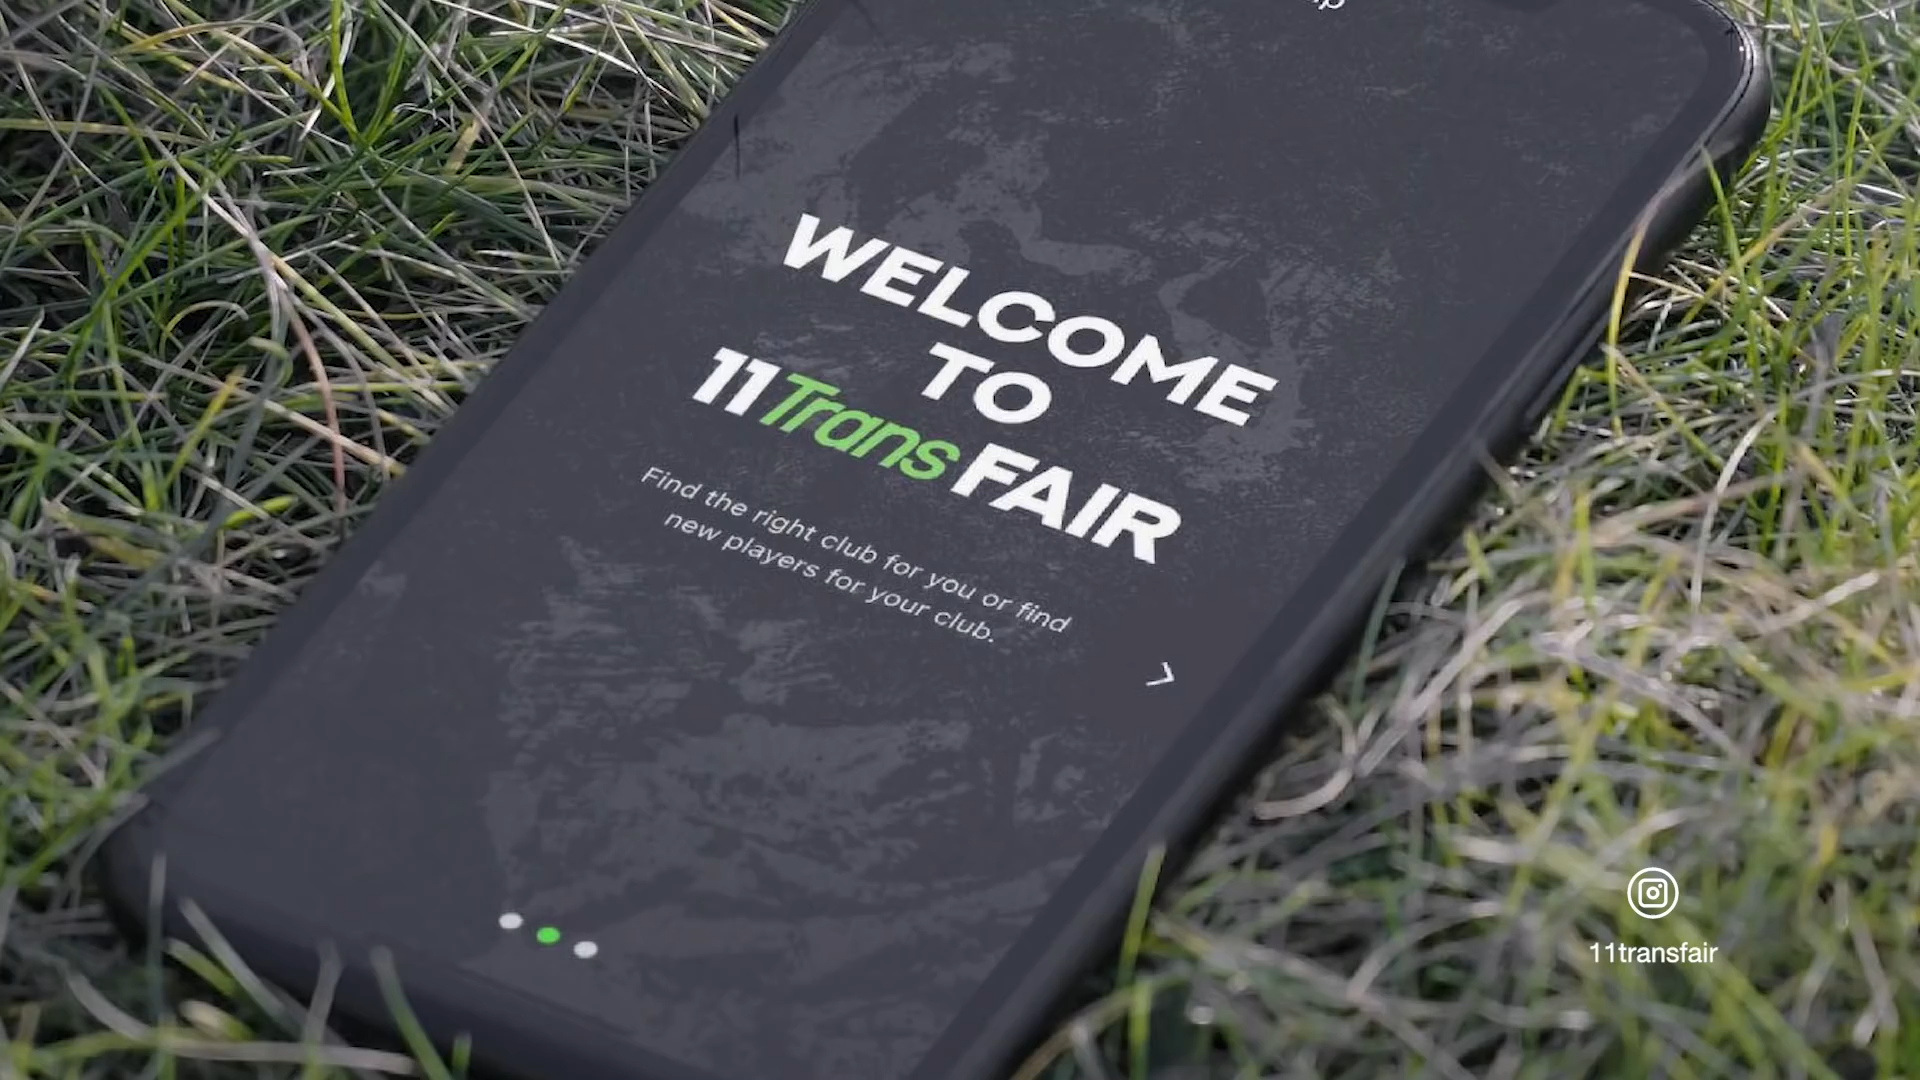 WELCOME
TO
11TransFAIR
Find the right club for you or find
new players for your club.
11transfair